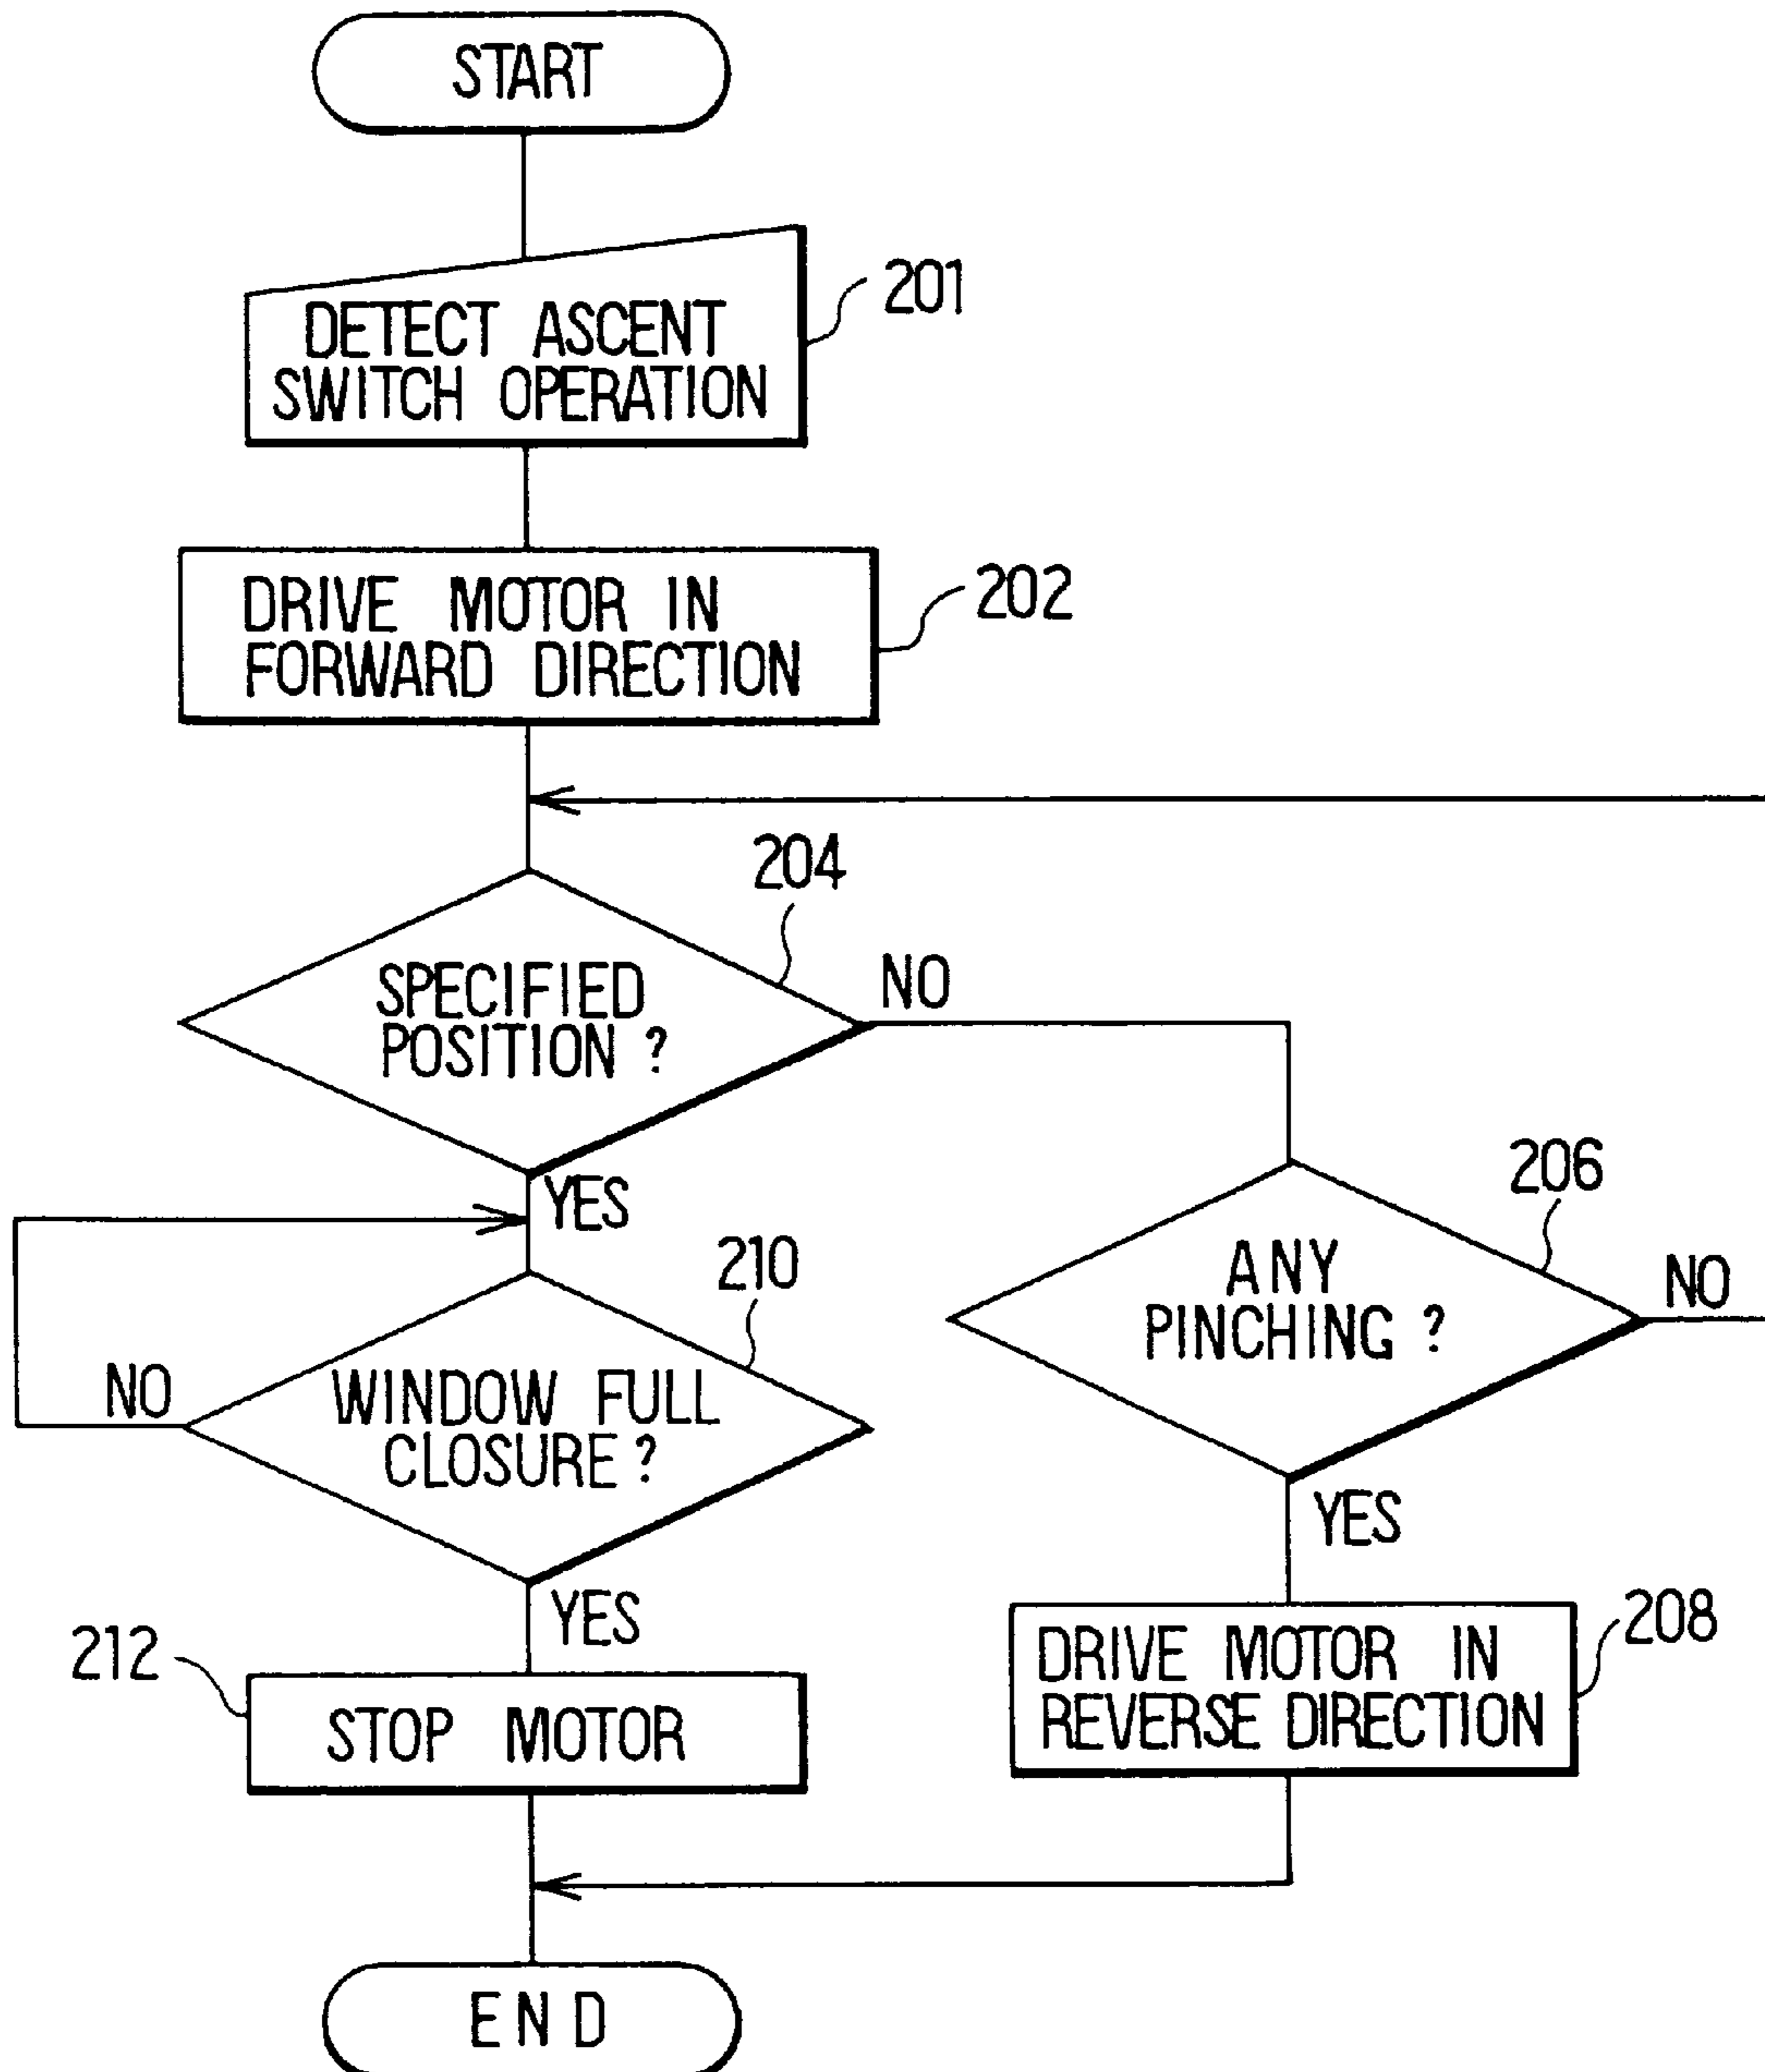 START
DETECT ASCENT
SWITCH OPERATION
201
DRIVE MOTOR IN
FORWARD DIRECTION
202
204
SPECIFIED
POSITION ?
NO
YES
206
ANY
PINCHING ?
NO
YES
210
WINDOW FULL
CLOSURE ?
NO
YES
208
DRIVE MOTOR IN
REVERSE DIRECTION
212
STOP MOTOR
END